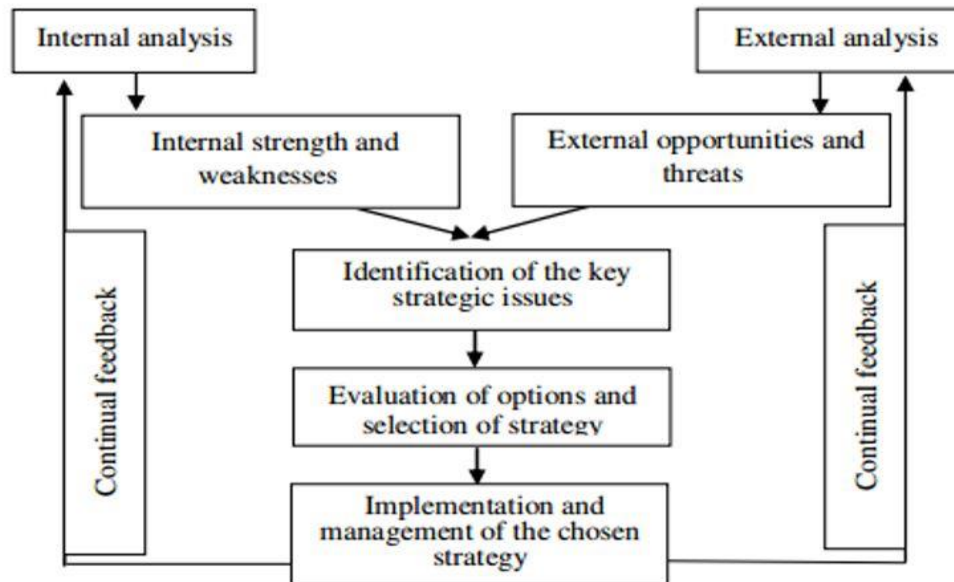 Internal analysis
External analysis
Internal strength and
weaknesses
External opportunities and
threats
Identification of the key
strategic issues
Continual feedback
Continual feedback
Evaluation of options and
selection of strategy
Implementation and
management of the chosen
strategy